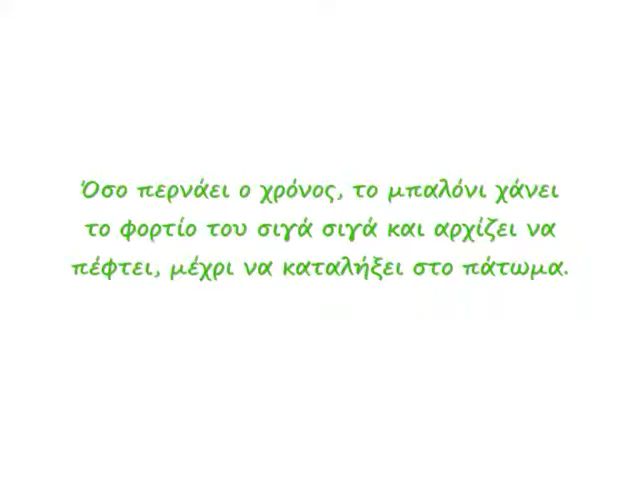 Όσο περνάει ο χρόνος, το μπαλόνι χάνει
το φορτίο του σιγά σιγά και αρχίζει να
πέφτει, μέχρι να καταλήξει στο πάτωμα.